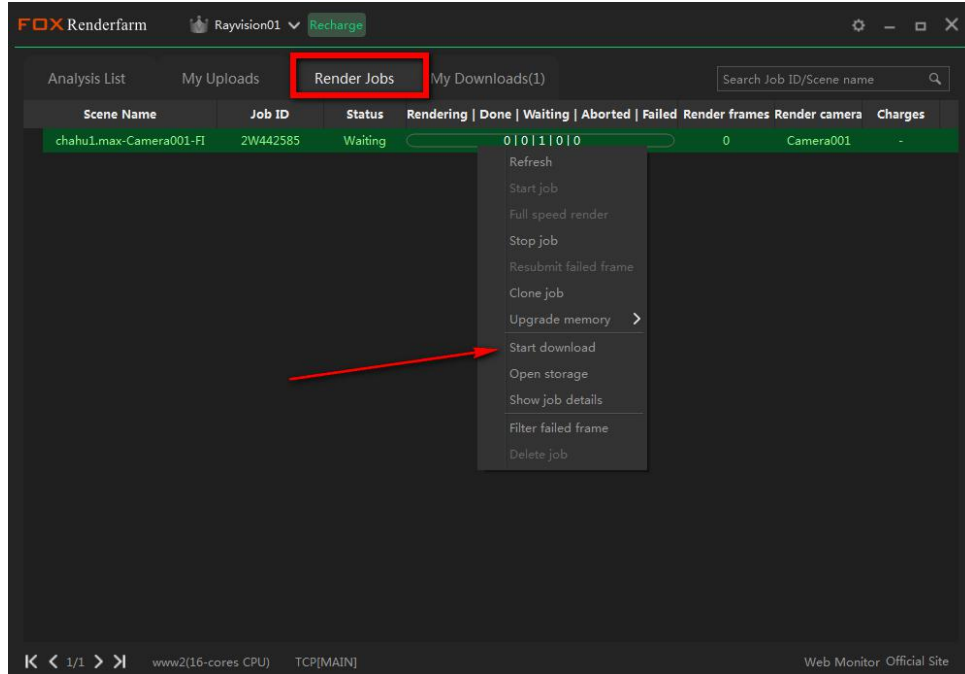 FOX Renderfarm Rayvision01 Recharge
Analysis List My Uploads Render Jobs My Downloads(1) Search Job ID/Scene name
Scene Name Job ID Status Rendering | Done | Waiting | Aborted | Failed Render frames Render camera Charges
chahu1.max-Camera001-FI 2W442585 Waiting 0|0|1|0|0 0 Camera001 -
Refresh
Start job
Full speed render
Stop job
Resubmit failed frame
Clone job
Upgrade memory
Start download
Open storage
Show job details
Filter failed frame
Delete job
1/1 www2(16-cores CPU) TCP[MAIN] Web Monitor Official Site